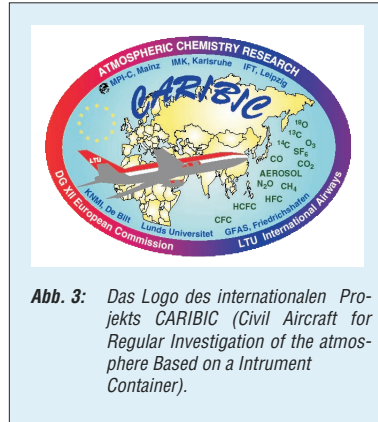 ATMOSPHERIC CHEMISTRY RESEARCH
MPI-C, Mainz IMK, Karlsruhe IFT, Leipzig
CARIBIC
¹⁸O
¹³C
¹⁴C O₃
SF₆
CO CO₂
AEROSOL
N₂O CH₄
HFC
HCFC
CFC
LTU
KNMI, De Bilt Lunds Universitet GFAS, Friedrichshafen
DG XII European Commission LTU International Airways
Abb. 3: Das Logo des internationalen Pro-
jekts CARIBIC (Civil Aircraft for
Regular Investigation of the atmos-
phere Based on a Intrument
Container).